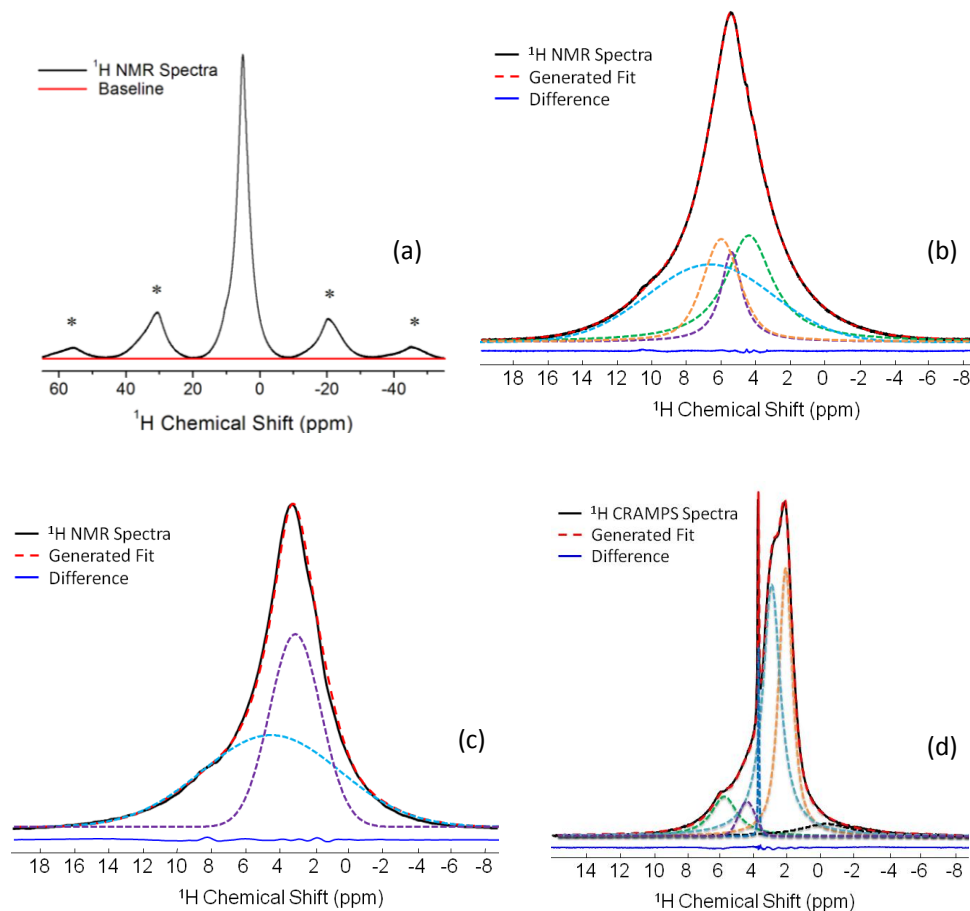 ¹H NMR Spectra
Baseline
(a)
* * * *
60 40 20 0 -20 -40
¹H Chemical Shift (ppm)
¹H NMR Spectra
Generated Fit
Difference
(b)
18 16 14 12 10 8 6 4 2 0 -2 -4 -6 -8
¹H Chemical Shift (ppm)
¹H NMR Spectra
Generated Fit
Difference
(c)
18 16 14 12 10 8 6 4 2 0 -2 -4 -6 -8
¹H Chemical Shift (ppm)
¹H CRAMPS Spectra
Generated Fit
Difference
(d)
14 12 10 8 6 4 2 0 -2 -4 -6 -8
¹H Chemical Shift (ppm)